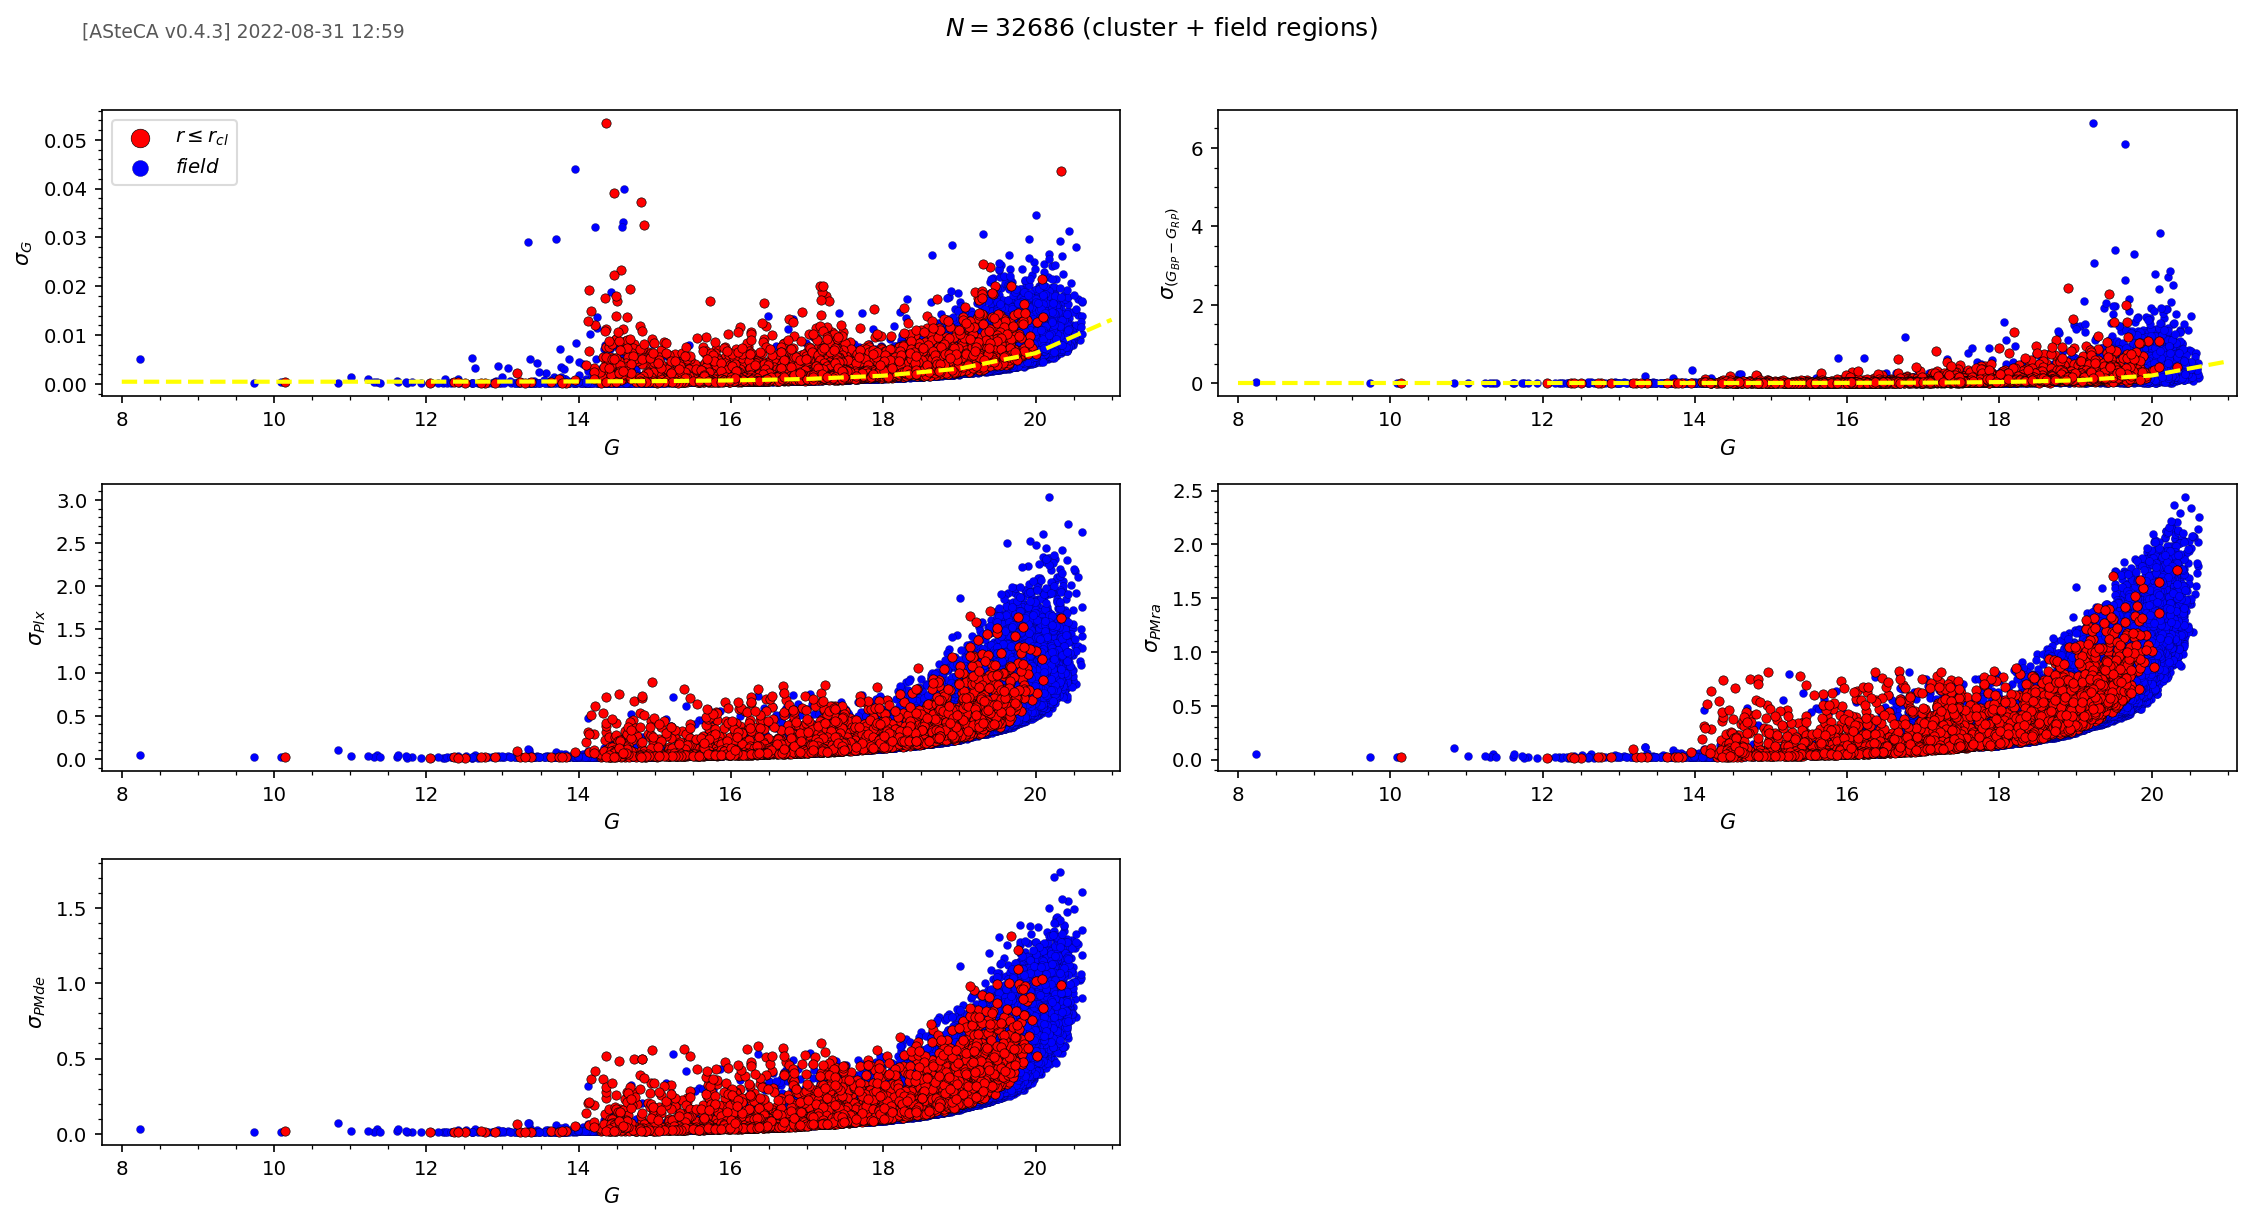 [ASteCA v0.4.3] 2022-08-31 12:59
N = 32686 (cluster + field regions)
r ≤ r_cl
field
σ_G
0.05
0.04
0.03
0.02
0.01
0.00
8 10 12 14 16 18 20
G
σ_(G_BP − G_RP)
6
4
2
0
8 10 12 14 16 18 20
G
σ_Plx
3.0
2.5
2.0
1.5
1.0
0.5
0.0
8 10 12 14 16 18 20
G
σ_PMra
2.5
2.0
1.5
1.0
0.5
0.0
8 10 12 14 16 18 20
G
σ_PMde
1.5
1.0
0.5
0.0
8 10 12 14 16 18 20
G